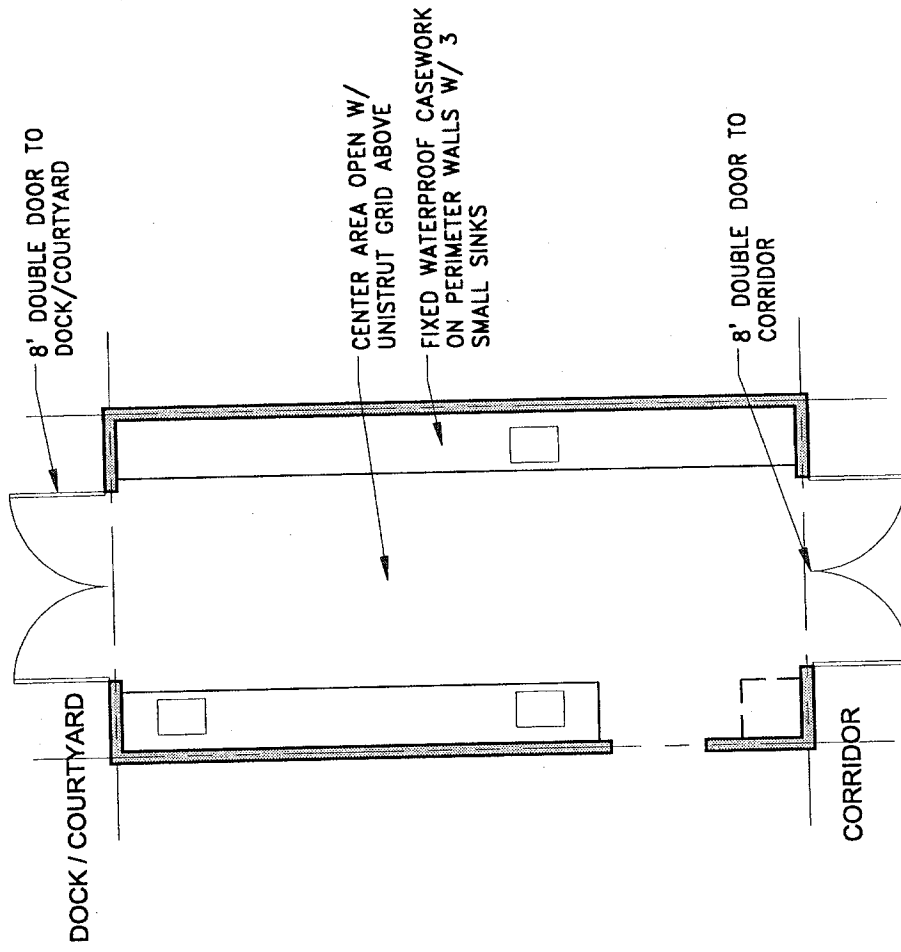 8' DOUBLE DOOR TO
DOCK/COURTYARD
CENTER AREA OPEN W/
UNISTRUT GRID ABOVE
FIXED WATERPROOF CASEWORK
ON PERIMETER WALLS W/ 3
SMALL SINKS
8' DOUBLE DOOR TO
CORRIDOR
DOCK / COURTYARD
CORRIDOR